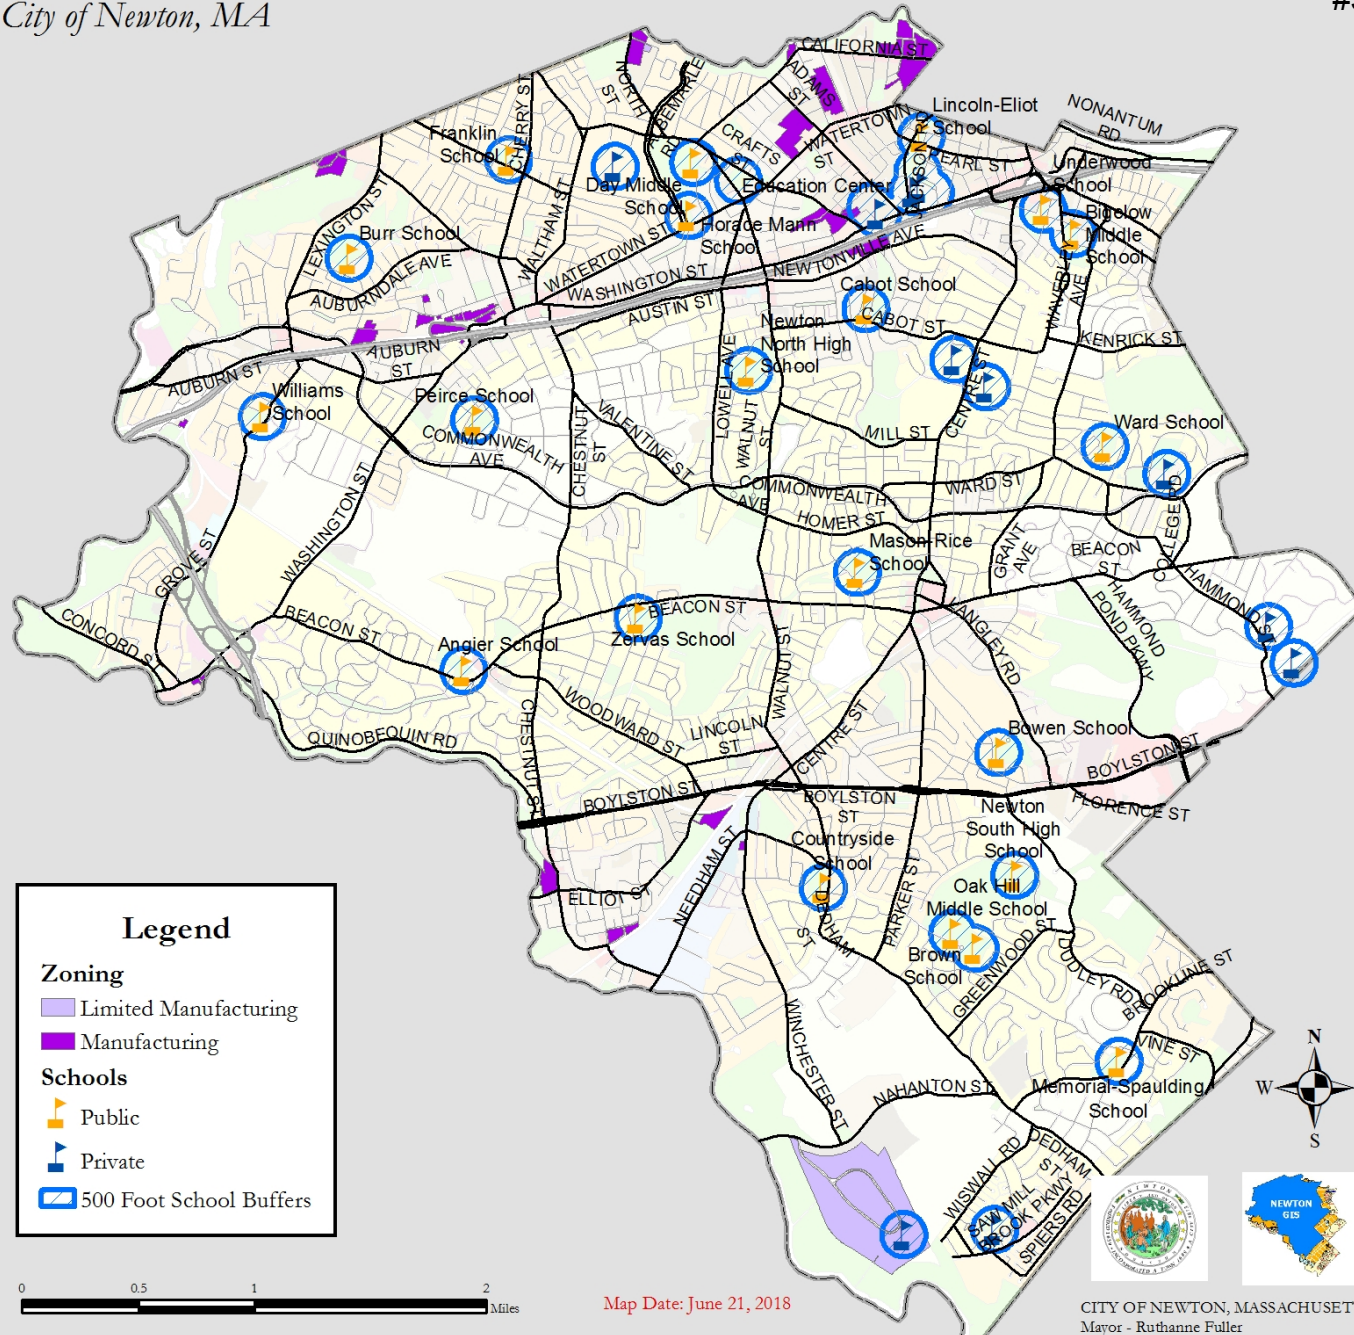 City of Newton, MA
CALIFORNIA ST
ADAMS
ST
NORTH
ST
ALBEMARLE
RD
CHERRY ST
Franklin
School
CRAFTS
ST
WATERTOWN
ST
Lincoln-Eliot
School
NONANTUM
RD
JACKSON RD
PEARL ST
Underwood
School
Day Middle
School
Education Center
Horace Mann
School
Bigelow
Middle
School
LEXINGTON ST
Burr School
WALTHAM ST
WATERTOWN ST
AUBURNDALE AVE
WASHINGTON ST
NEWTONVILLE AVE
AUSTIN ST
Cabot School
CABOT ST
WAVERLEY
AVE
KENRICK ST
Newton
North High
School
AUBURN
ST
AUBURN ST
Williams
School
Peirce School
COMMONWEALTH
AVE
CHESTNUT
ST
VALENTINE ST
LOWELL AVE
WALNUT
ST
CENTRE ST
MILL ST
Ward School
WARD ST
COMMONWEALTH
AVE
HOMER ST
WASHINGTON ST
GROVE ST
Mason-Rice
School
GRANT
AVE
BEACON
ST
COLLEGE RD
HAMMOND ST
HAMMOND
POND PKWY
CONCORD ST
BEACON ST
Angier School
BEACON ST
Zervas School
LANGLEY RD
WALNUT ST
QUINOBEQUIN RD
CHESTNUT ST
WOODWARD ST
LINCOLN
ST
CENTRE ST
Bowen School
BOYLSTON ST
BOYLSTON ST
BOYLSTON
ST
FLORENCE ST
Newton
South High
School
Countryside
School
NEEDHAM ST
ELLIOT ST
DEDHAM
ST
PARKER ST
Oak Hill
Middle School
Brown
School
GREENWOOD ST
DUDLEY RD
BROOKLINE ST
WINCHESTER ST
VINE ST
NAHANTON ST
Memorial-Spaulding
School
WISWALL RD
DEDHAM
ST
SAW MILL
BROOK PKWY
SPIERS RD
Legend
Zoning
Limited Manufacturing
Manufacturing
Schools
Public
Private
500 Foot School Buffers
N
W
S
NEWTON
GIS
0
0.5
1
2
Miles
Map Date: June 21, 2018
CITY OF NEWTON, MASSACHUSET
Mayor - Ruthanne Fuller